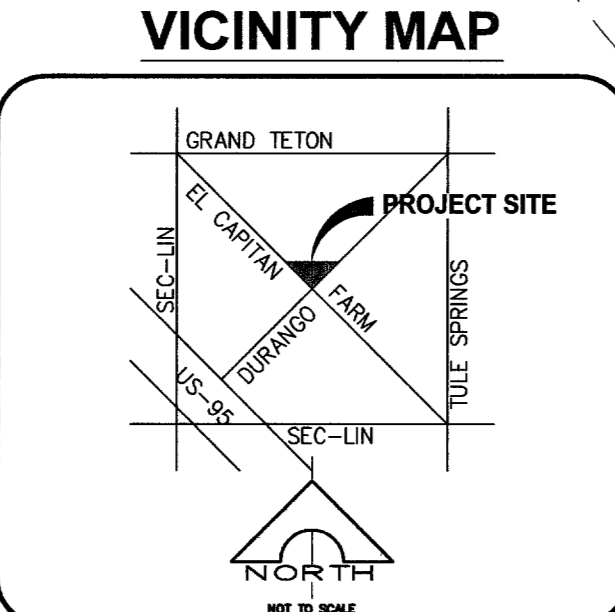 VICINITY MAP
GRAND TETON
EL CAPITAN
PROJECT SITE
SEC-LIN
FARM
TULE SPRINGS
DURANGO
US-95
SEC-LIN
NORTH
NOT TO SCALE